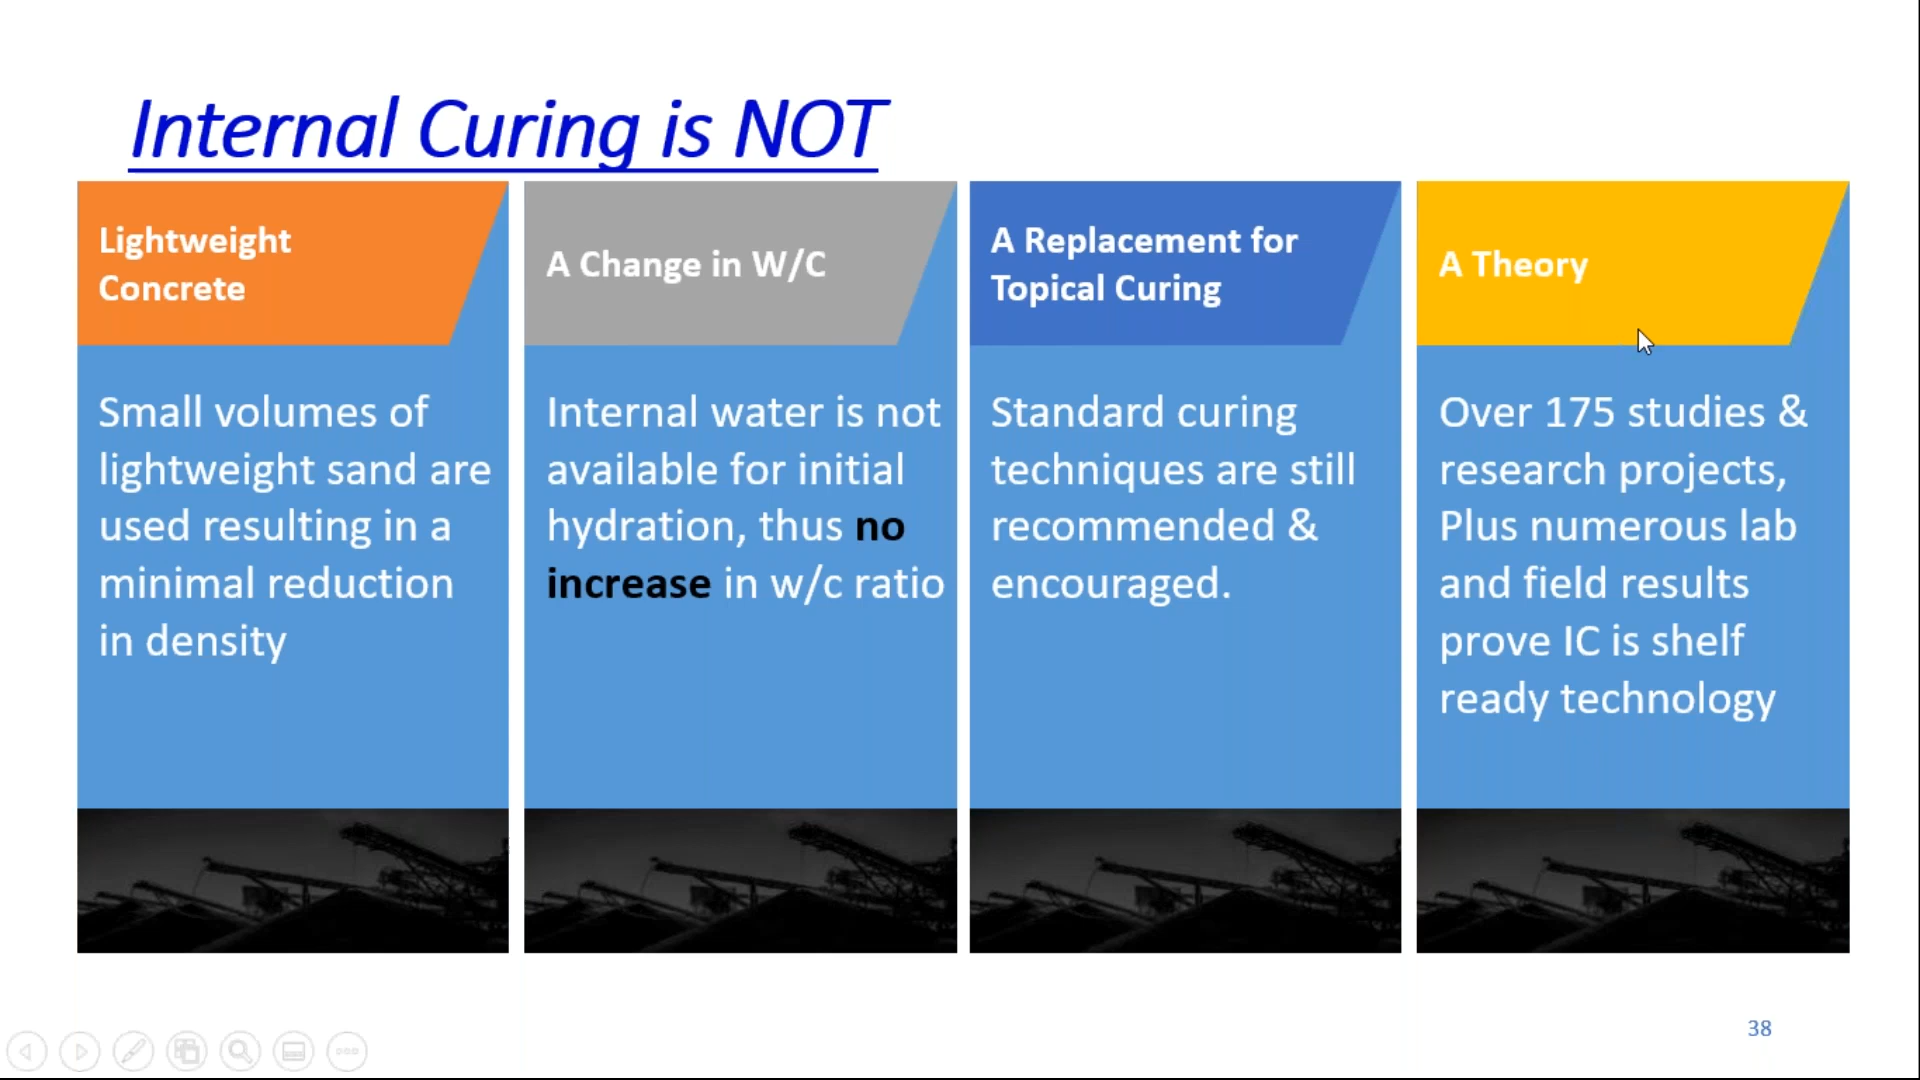 Internal Curing is NOT
Lightweight
Concrete
Small volumes of
lightweight sand are
used resulting in a
minimal reduction
in density
A Change in W/C
Internal water is not
available for initial
hydration, thus no
increase in w/c ratio
A Replacement for
Topical Curing
Standard curing
techniques are still
recommended &
encouraged.
A Theory
Over 175 studies &
research projects,
Plus numerous lab
and field results
prove IC is shelf
ready technology
38